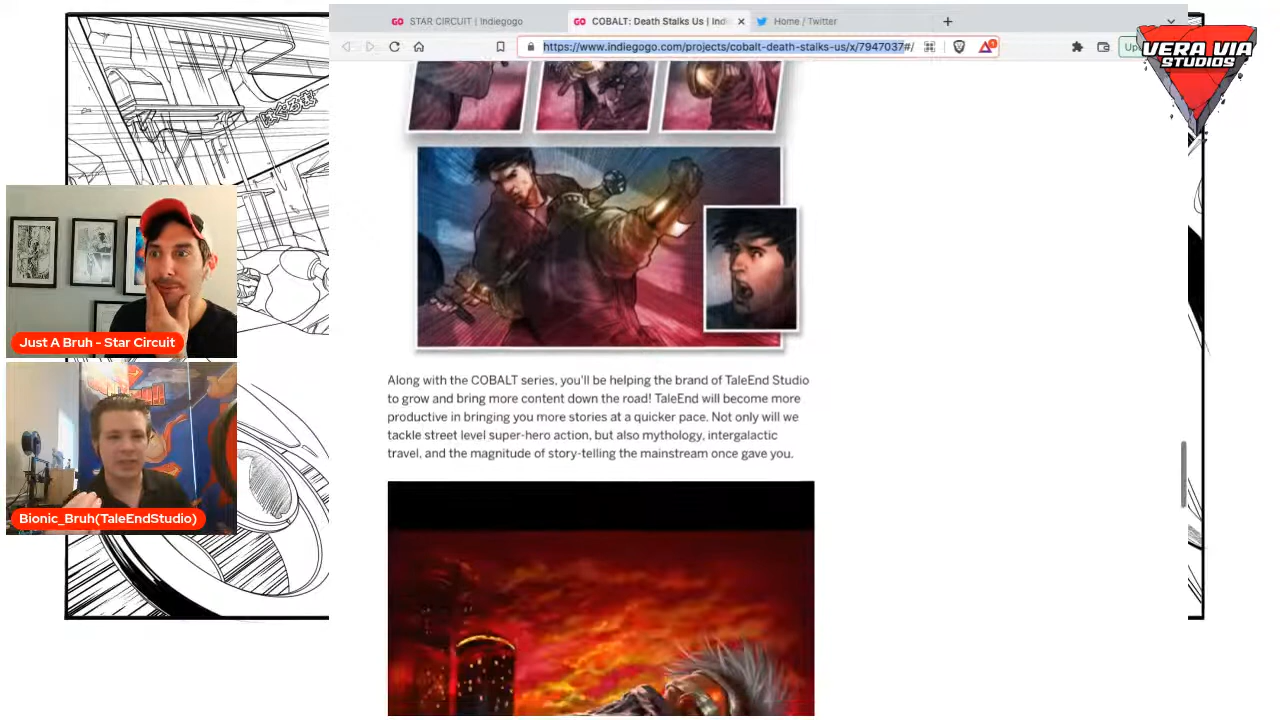 STAR CIRCUIT | Indiegogo
COBALT: Death Stalks Us | Indi
Home / Twitter
https://www.indiegogo.com/projects/cobalt-death-stalks-us/x/7947037#/
VERA VIA
STUDIOS
Just A Bruh - Star Circuit
Bionic_Bruh(TaleEndStudio)
Along with the COBALT series, you'll be helping the brand of TaleEnd Studio
to grow and bring more content down the road! TaleEnd will become more
productive in bringing you more stories at a quicker pace. Not only will we
tackle street level super-hero action, but also mythology, intergalactic
travel, and the magnitude of story-telling the mainstream once gave you.